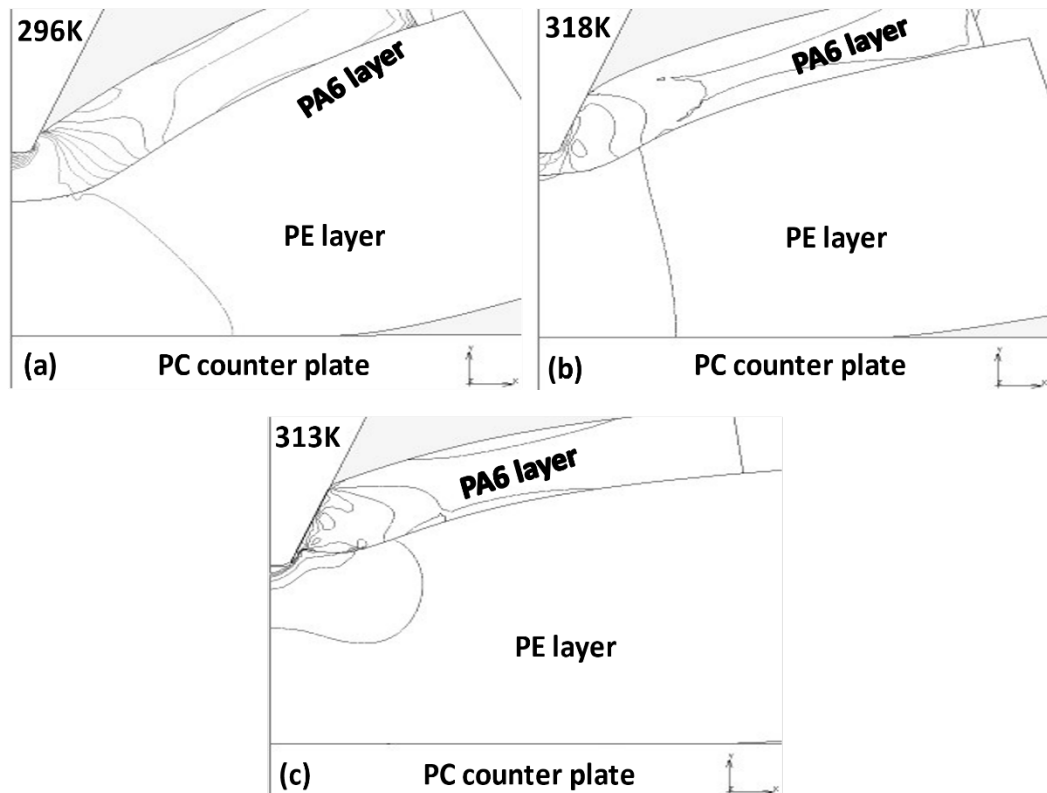 296K
PA6 layer
PE layer
(a) PC counter plate
318K
PA6 layer
PE layer
(b) PC counter plate
313K
PA6 layer
PE layer
(c) PC counter plate